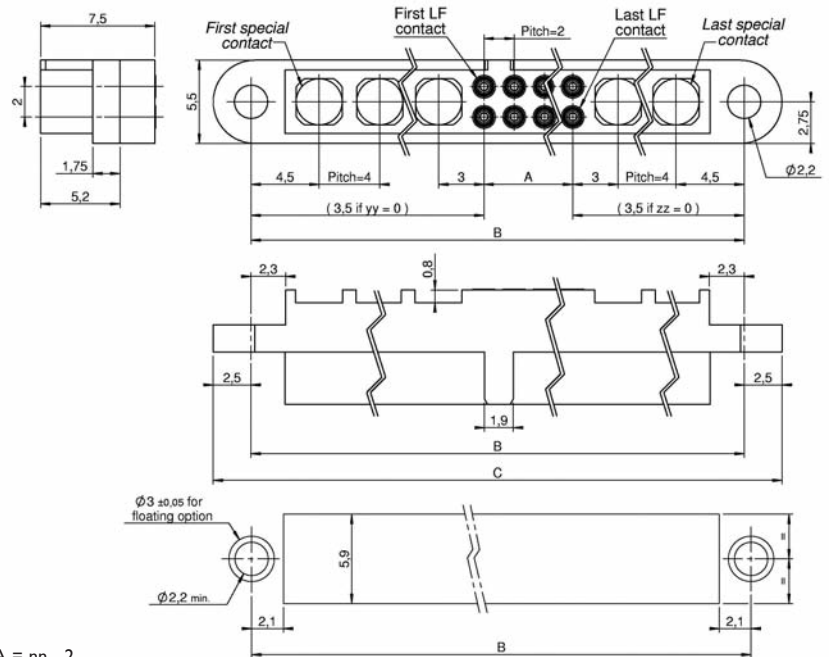 7,5
First special
contact
First LF
contact
Pitch=2
Last LF
contact
Last special
contact
2
5,5
2,75
1,75
5,2
4,5
Pitch=4
3
A
3
Pitch=4
4,5
Φ2,2
( 3,5 if yy = 0 )
( 3,5 if zz = 0 )
B
2,3
0,8
2,3
2,5
1,9
2,5
B
C
Φ3 ±0,05 for
floating option
5,9
=
=
Φ2,2 min.
2,1
2,1
B